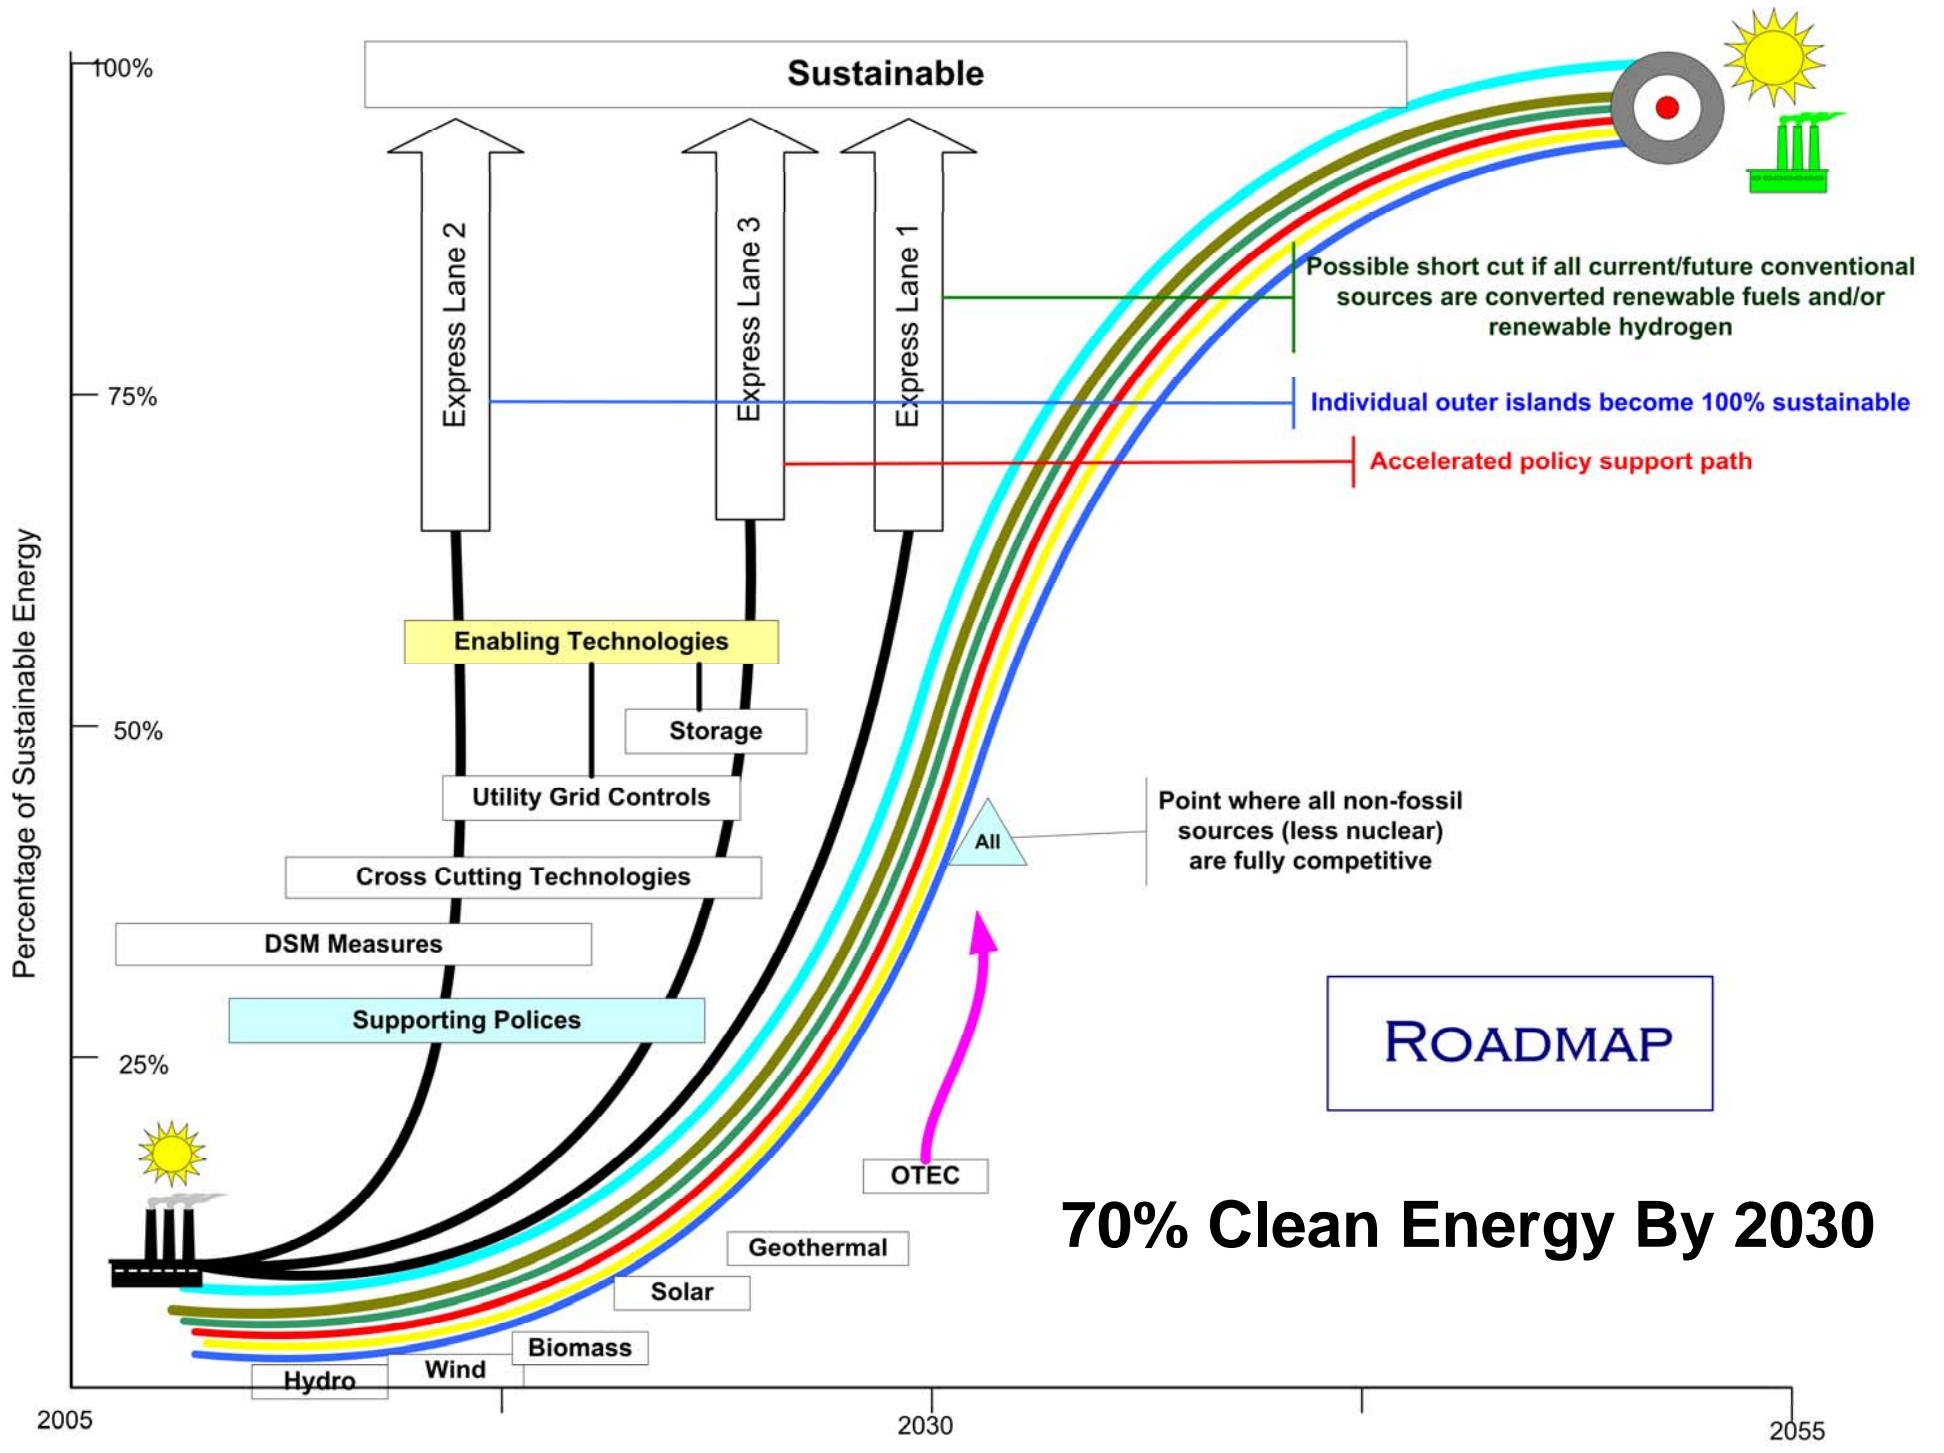 100%
Sustainable
Express Lane 2
Express Lane 3
Express Lane 1
Possible short cut if all current/future conventional
sources are converted renewable fuels and/or
renewable hydrogen
75%
Individual outer islands become 100% sustainable
Accelerated policy support path
Percentage of Sustainable Energy
Enabling Technologies
50%
Storage
Utility Grid Controls
Point where all non-fossil
sources (less nuclear)
are fully competitive
All
Cross Cutting Technologies
DSM Measures
Supporting Polices
ROADMAP
25%
OTEC
70% Clean Energy By 2030
Geothermal
Solar
Biomass
Wind
Hydro
2005
2030
2055